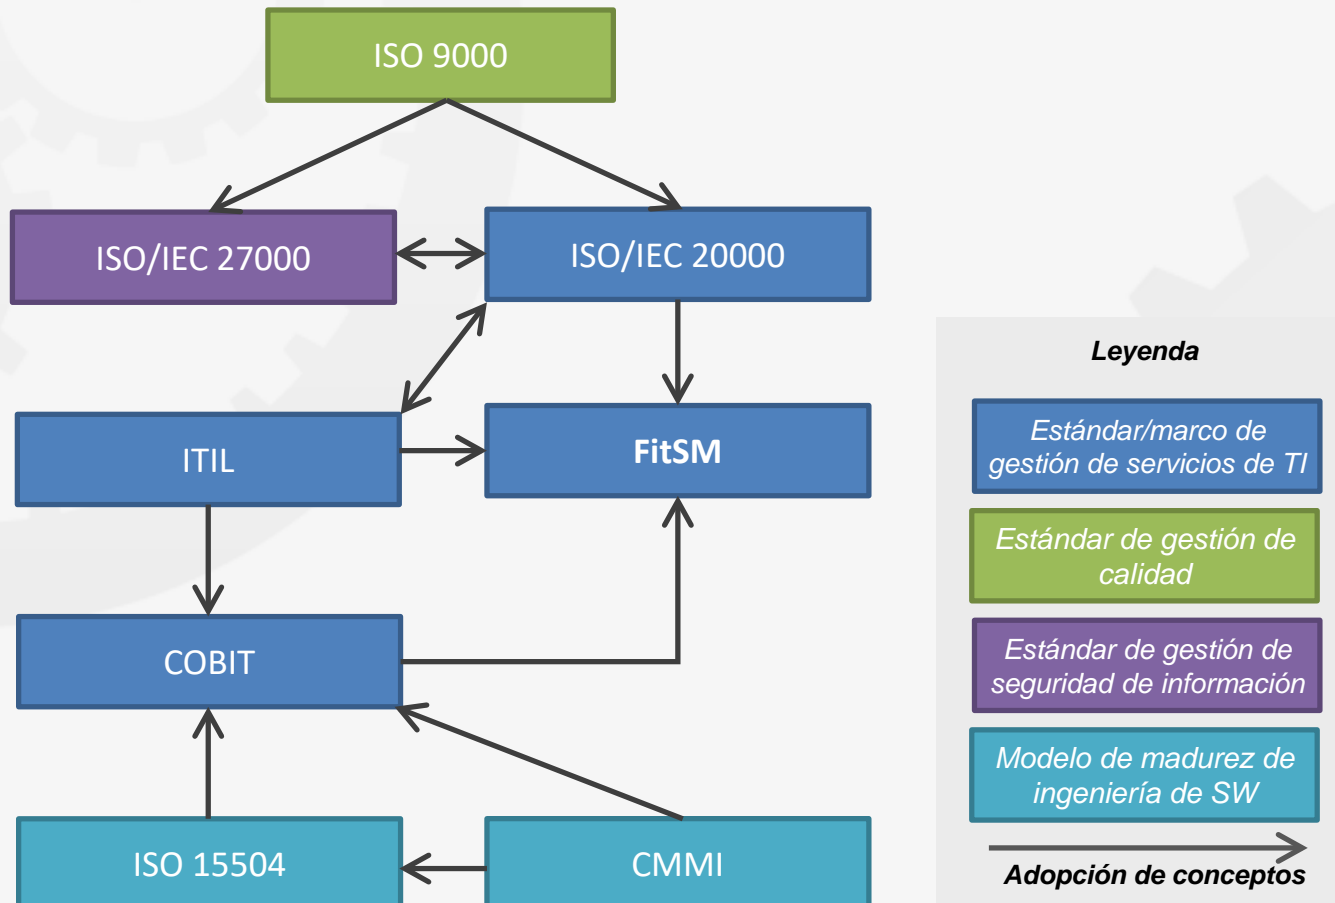 ISO 9000
ISO/IEC 27000
ISO/IEC 20000
ITIL
FitSM
COBIT
ISO 15504
CMMI
Leyenda
Estándar/marco de
gestión de servicios de TI
Estándar de gestión de
calidad
Estándar de gestión de
seguridad de información
Modelo de madurez de
ingeniería de SW
Adopción de conceptos